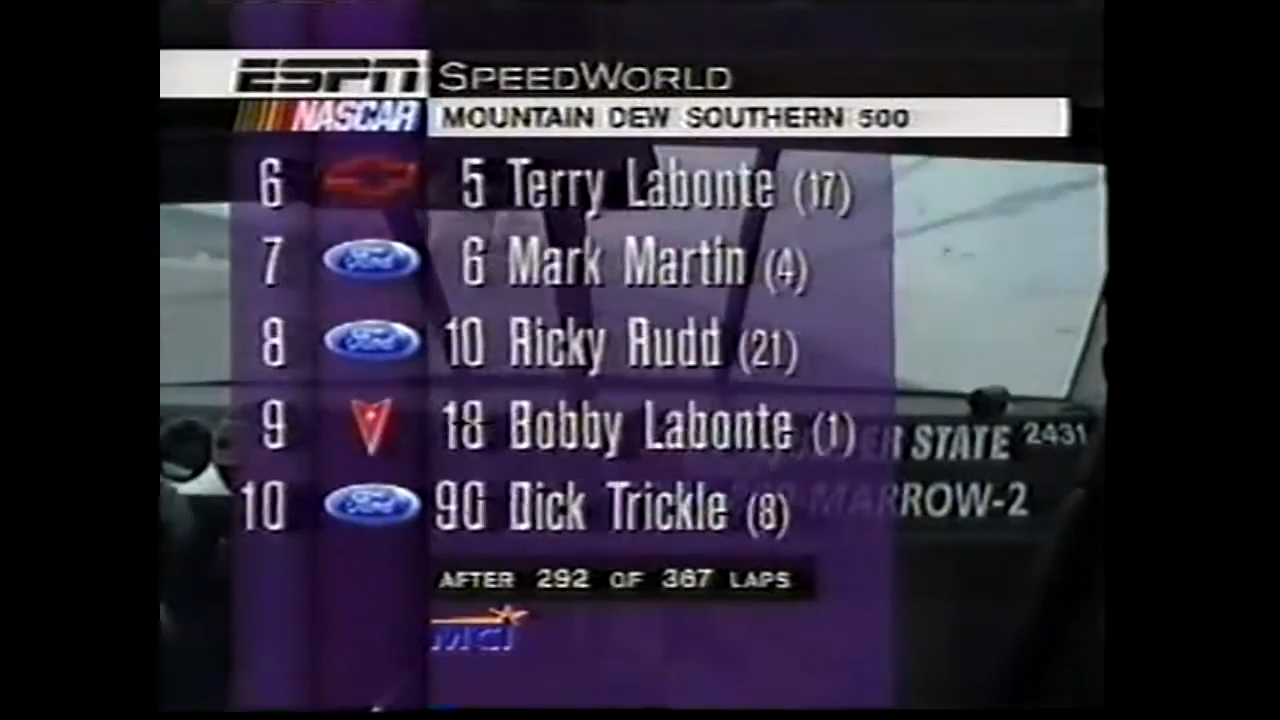 ESPN SPEEDWORLD
NASCAR MOUNTAIN DEW SOUTHERN 500
6 5 Terry Labonte (17)
7 Ford 6 Mark Martin (4)
8 Ford 10 Ricky Rudd (21)
9 18 Bobby Labonte (1)
STATE 2431
10 Ford 90 Dick Trickle (8)
MARROW-2
AFTER 292 OF 367 LAPS
MCI